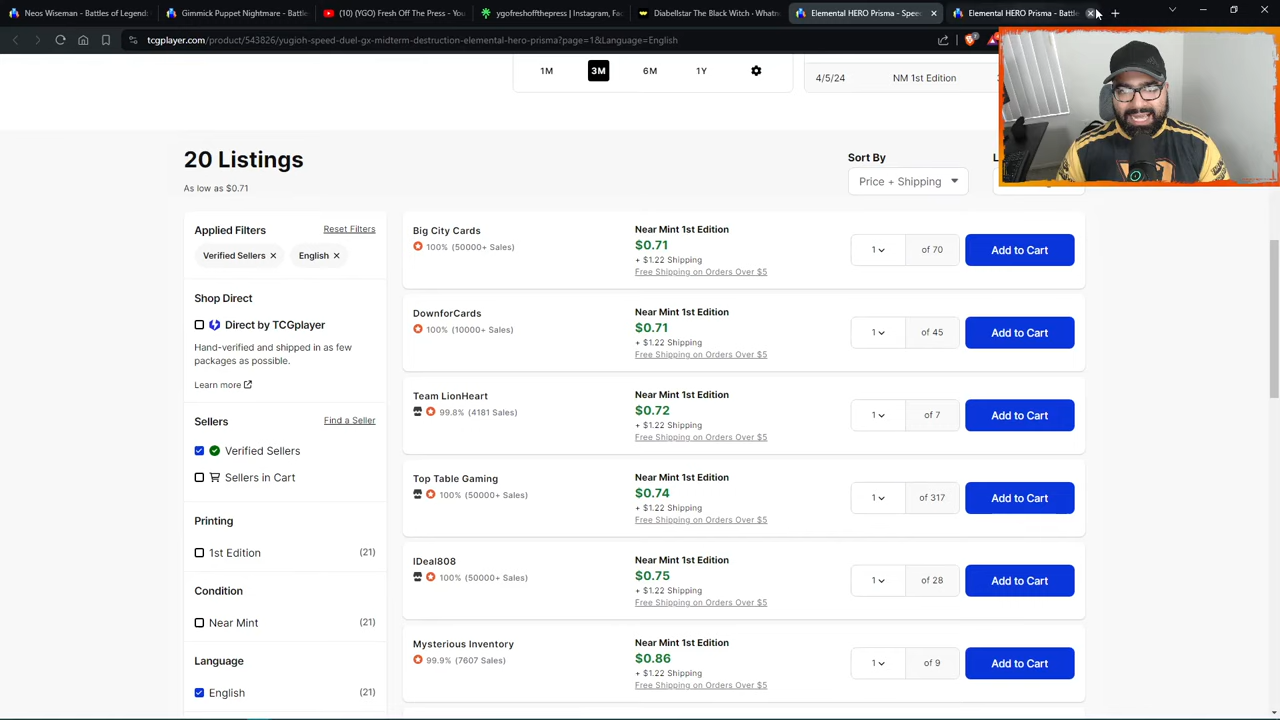 Neos Wiseman - Battles of Legend:
Gimmick Puppet Nightmare - Battl
(10) (YGO) Fresh Off The Press - You
ygofreshofthepress | Instagram, Fac
Diabellstar The Black Witch - Whatn
Elemental HERO Prisma - Spee
Elemental HERO Prisma - Battl
tcgplayer.com/product/543826/yugioh-speed-duel-gx-midterm-destruction-elemental-hero-prisma?page=1&Language=English
1M
3M
6M
1Y
4/5/24
NM 1st Edition
20 Listings
As low as $0.71
Sort By
Price + Shipping
Applied Filters
Reset Filters
Verified Sellers ×
English ×
Shop Direct
Direct by TCGplayer
Hand-verified and shipped in as few
packages as possible.
Learn more
Sellers
Find a Seller
Verified Sellers
Sellers in Cart
Printing
1st Edition
(21)
Condition
Near Mint
(21)
Language
English
(21)
Big City Cards
100% (50000+ Sales)
Near Mint 1st Edition
$0.71
+ $1.22 Shipping
Free Shipping on Orders Over $5
1
of 70
Add to Cart
DownforCards
100% (10000+ Sales)
Near Mint 1st Edition
$0.71
+ $1.22 Shipping
Free Shipping on Orders Over $5
1
of 45
Add to Cart
Team LionHeart
99.8% (4181 Sales)
Near Mint 1st Edition
$0.72
+ $1.22 Shipping
Free Shipping on Orders Over $5
1
of 7
Add to Cart
Top Table Gaming
100% (50000+ Sales)
Near Mint 1st Edition
$0.74
+ $1.22 Shipping
Free Shipping on Orders Over $5
1
of 317
Add to Cart
IDeal808
100% (50000+ Sales)
Near Mint 1st Edition
$0.75
+ $1.22 Shipping
Free Shipping on Orders Over $5
1
of 28
Add to Cart
Mysterious Inventory
99.9% (7607 Sales)
Near Mint 1st Edition
$0.86
+ $1.22 Shipping
Free Shipping on Orders Over $5
1
of 9
Add to Cart